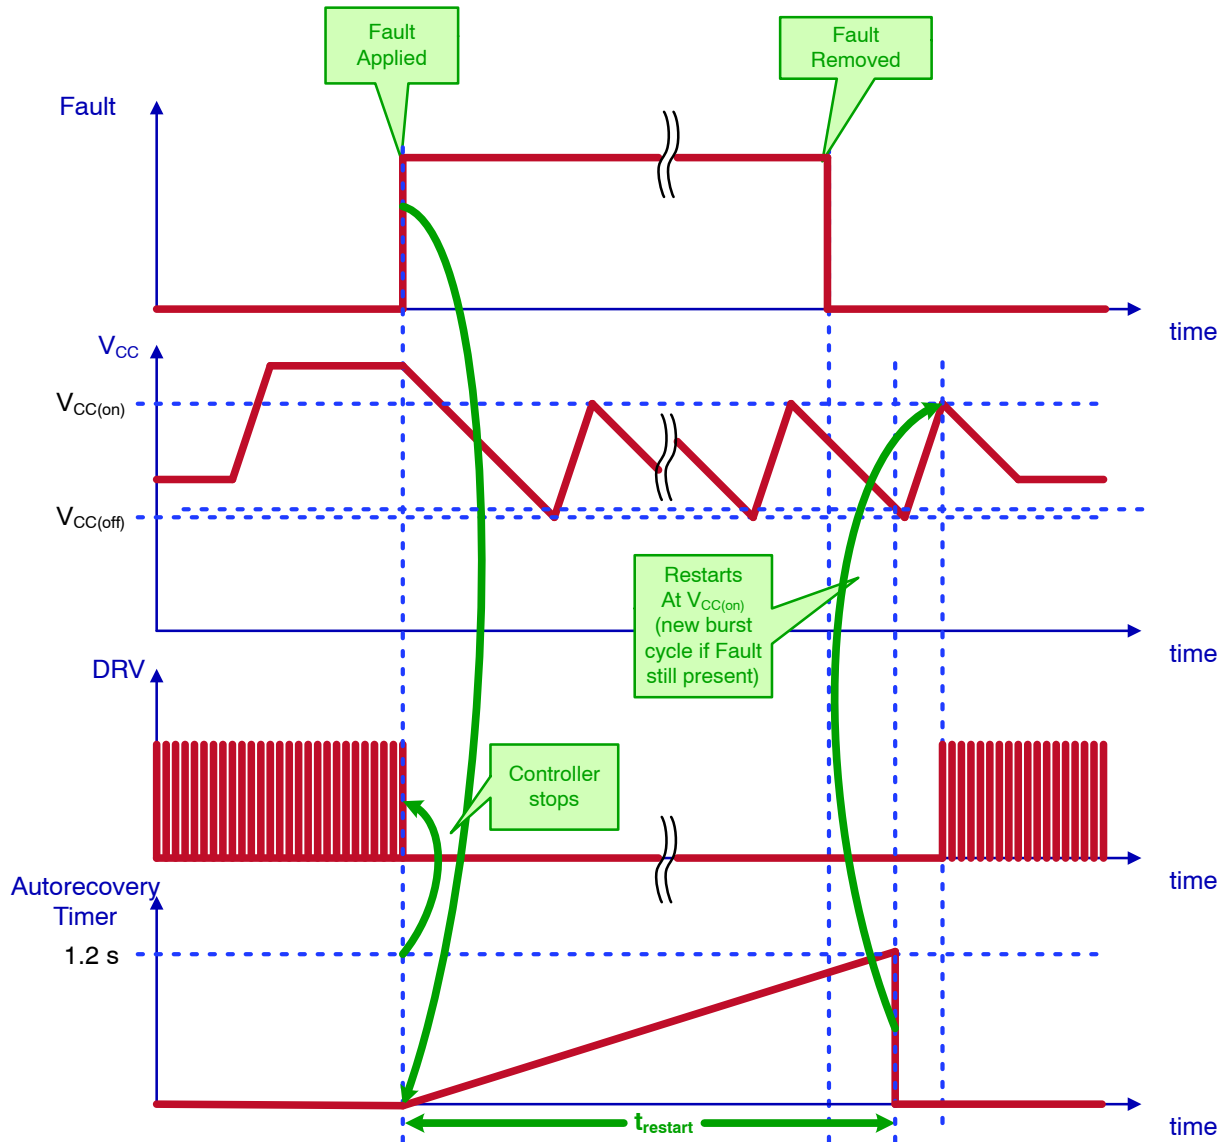 Fault
Applied
Fault
Removed
Fault
time
VCC
VCC(on)
VCC(off)
Restarts
At VCC(on)
(new burst
cycle if Fault
still present)
time
DRV
Controller
stops
time
Autorecovery
Timer
1.2 s
trestart
time